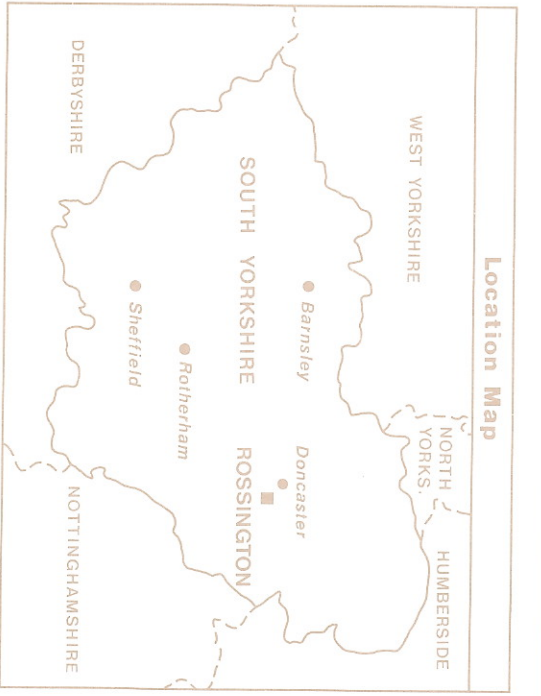 Location Map
WEST YORKSHIRE
NORTH
YORKS.
HUMBERSIDE
Barnsley
Doncaster
SOUTH YORKSHIRE
ROSSINGTON
Rotherham
Sheffield
DERBYSHIRE
NOTTINGHAMSHIRE